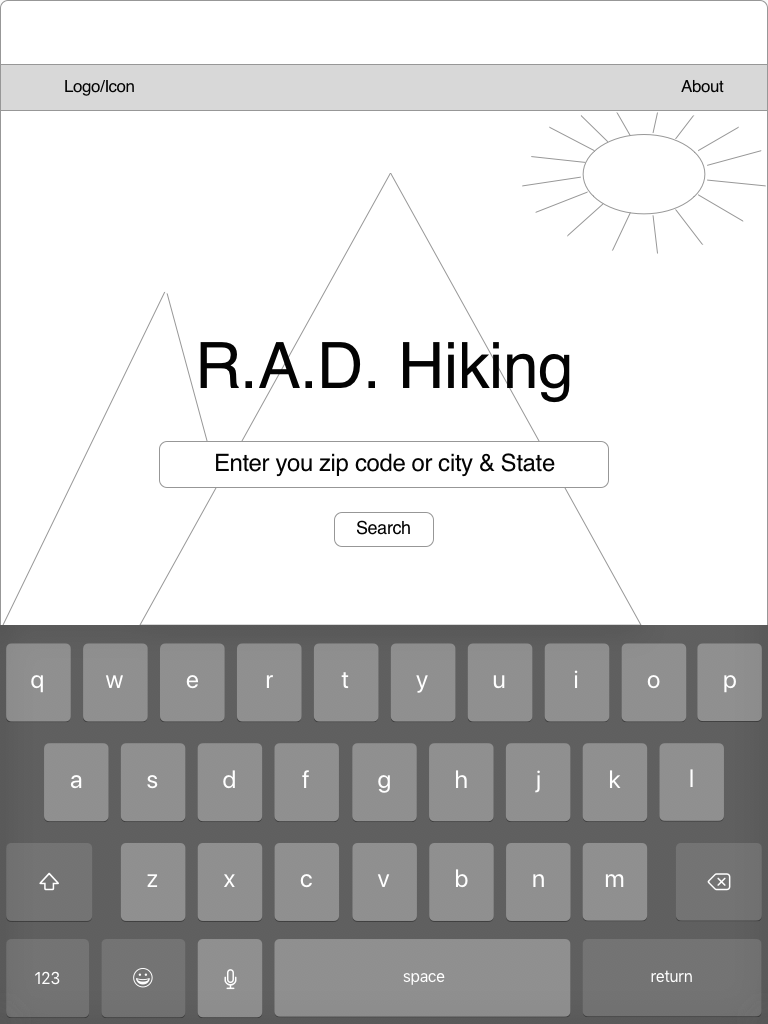 Logo/Icon About
R.A.D. Hiking
Enter you zip code or city & State
Search
q w e r t y u i o p
a s d f g h j k l
z x c v b n m
123 space return